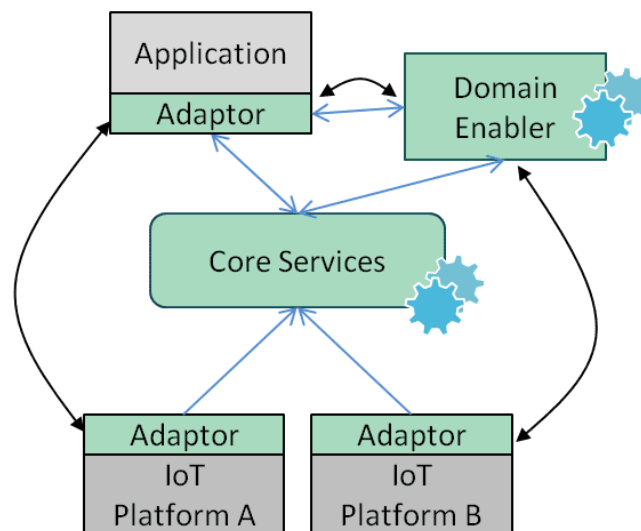 Application
Adaptor
Domain
Enabler
Core Services
Adaptor
IoT
Platform A
Adaptor
IoT
Platform B